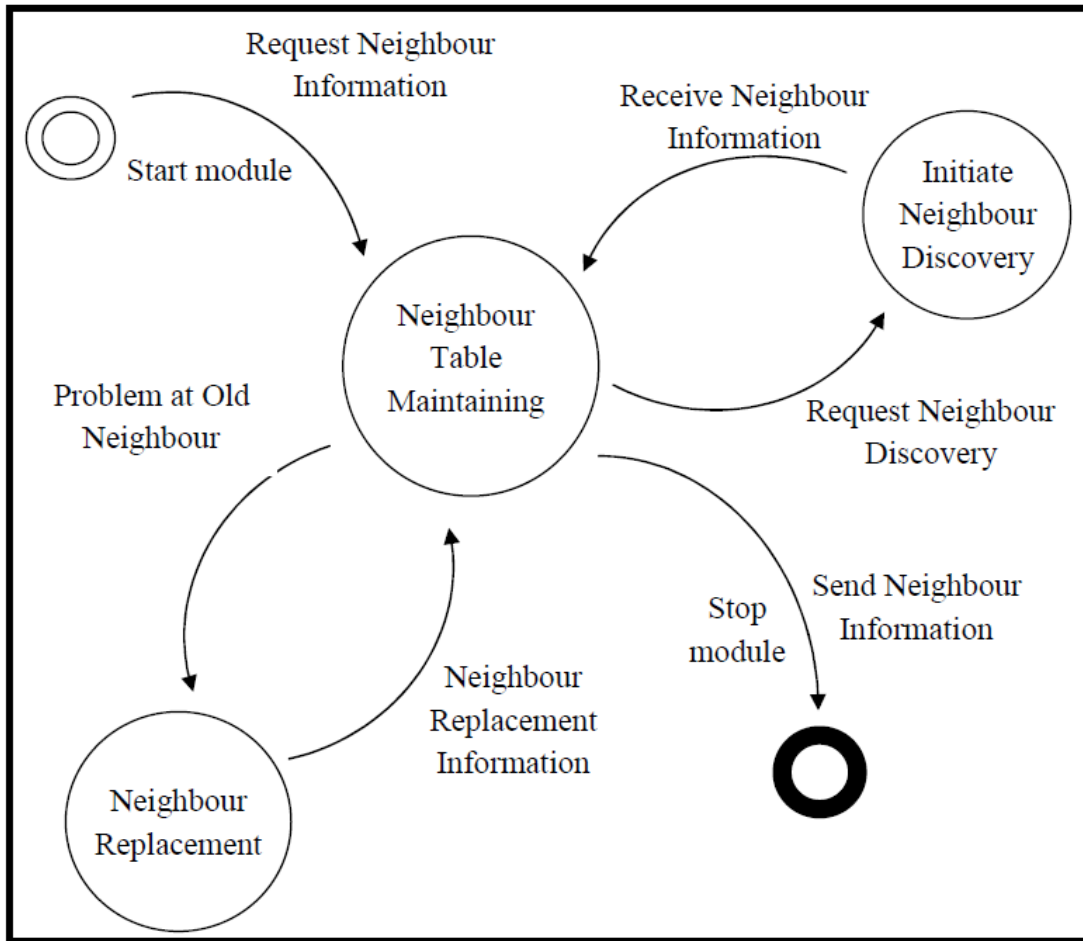 Request Neighbour
Information
Start module
Receive Neighbour
Information
Initiate
Neighbour
Discovery
Neighbour
Table
Maintaining
Request Neighbour
Discovery
Problem at Old
Neighbour
Send Neighbour
Information
Stop
module
Neighbour
Replacement
Information
Neighbour
Replacement